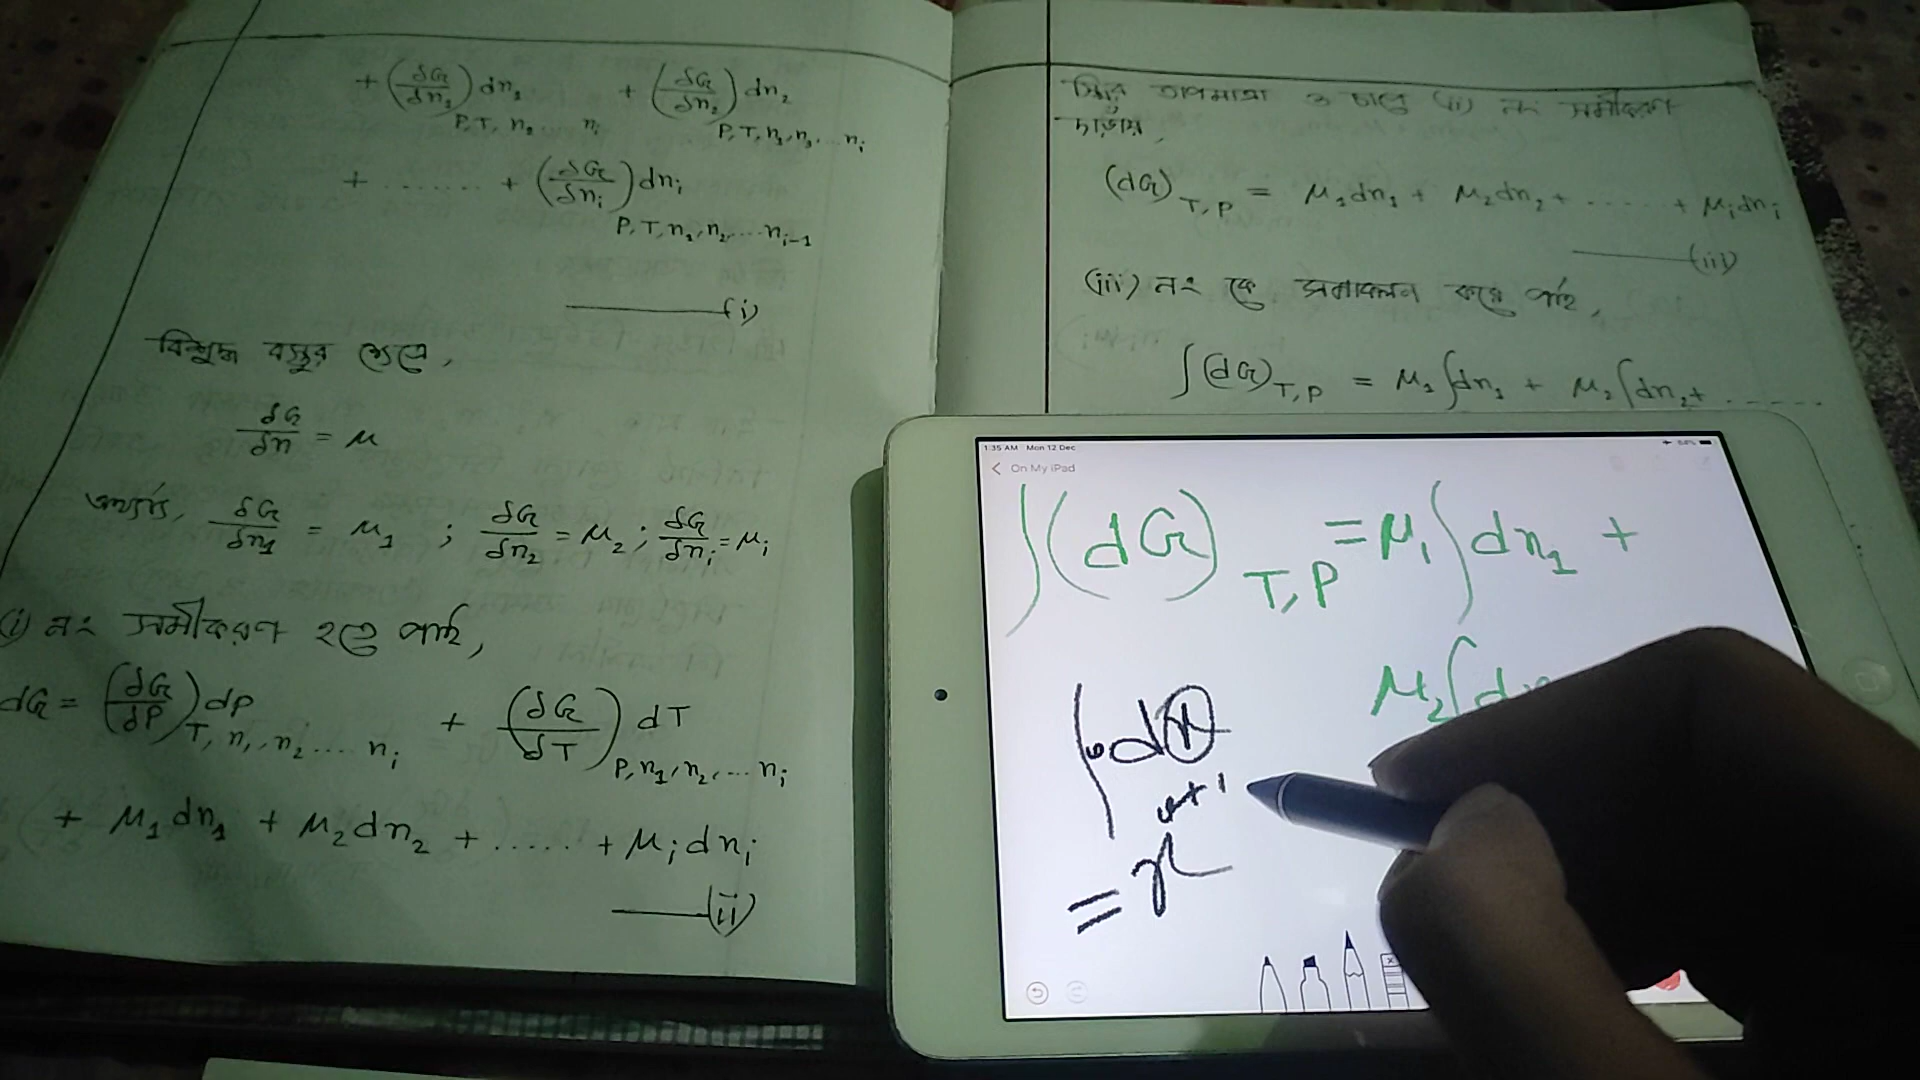 + (δG/δn₁) dn₁ + (δG/δn₂) dn₂
P,T, n₂ ... nᵢ P,T,n₁,n₃,...nᵢ
+ ....... + (δG/δnᵢ) dnᵢ
P,T,n₁,n₂,...nᵢ₋₁
(i)
বিশুদ্ধ বস্তুর ক্ষেত্রে,
δG/δn = μ
অর্থাৎ, δG/δn₁ = μ₁ ; δG/δn₂ = μ₂ ; δG/δnᵢ = μᵢ
(i) নং সমীকরণ হতে পাই,
dG = (δG/δP) dP + (δG/δT) dT
T, n₁, n₂ .... nᵢ P,n₁,n₂,...nᵢ
+ μ₁dn₁ + μ₂dn₂ + ..... + μᵢdnᵢ
(ii)
স্থির তাপমাত্রা ও চাপে (ii) নং সমীকরণ
দাড়ায়,
(dG)T,P = μ₁dn₁ + μ₂dn₂ + ...... + μᵢdnᵢ
(iii)
(iii) নং কে সমাকলন করে পাই,
∫(dG)T,P = μ₁∫dn₁ + μ₂∫dn₂+ ......
1:35 AM Mon 12 Dec
On My iPad
∫(dG)T,P = μ₁∫dn₁ +
μ₂∫